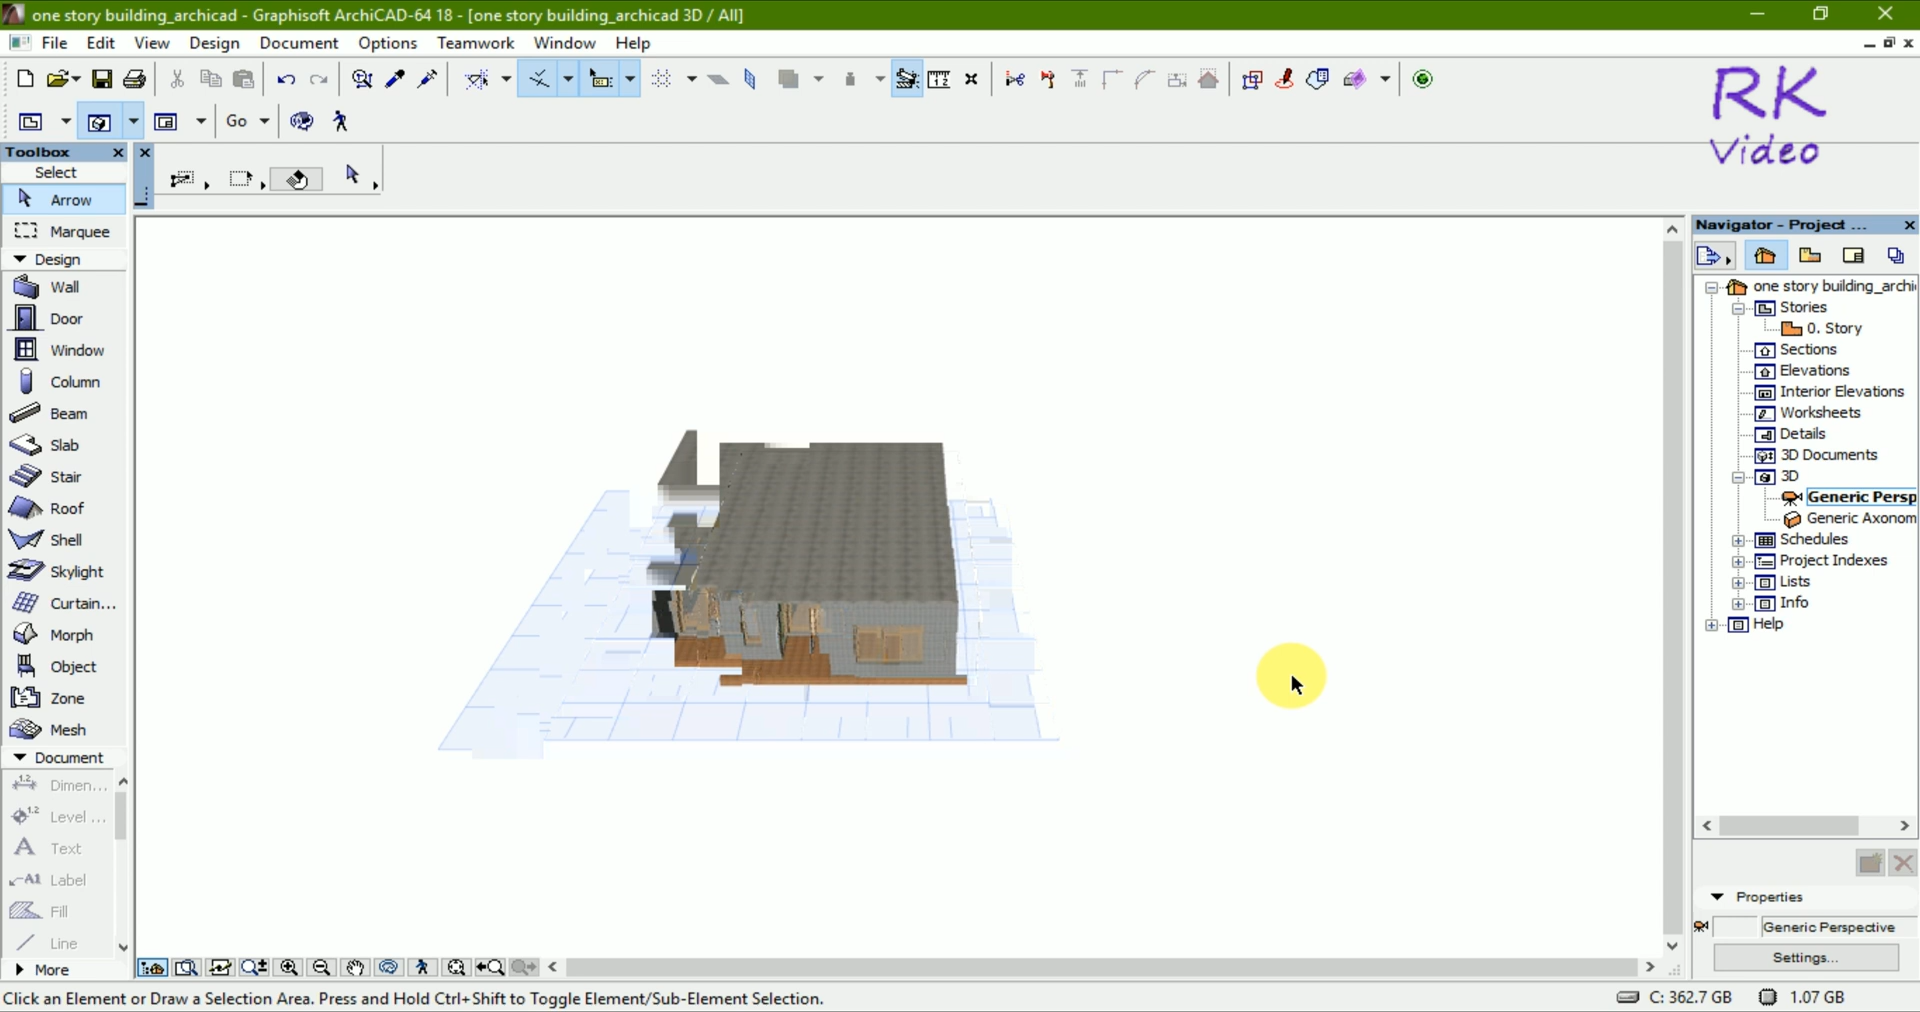 one story building_archicad - Graphisoft ArchiCAD-64 18 - [one story building_archicad 3D / All]
File Edit View Design Document Options Teamwork Window Help
RK
Video
Go
Toolbox
Select
Arrow
Marquee
Design
Wall
Door
Window
Column
Beam
Slab
Stair
Roof
Shell
Skylight
Curtain...
Morph
Object
Zone
Mesh
Document
Dimen...
Level ...
Text
Label
Fill
Line
More
Navigator - Project ...
one story building_archi
Stories
0. Story
Sections
Elevations
Interior Elevations
Worksheets
Details
3D Documents
3D
Generic Persp
Generic Axonom
Schedules
Project Indexes
Lists
Info
Help
Properties
Generic Perspective
Settings...
Click an Element or Draw a Selection Area. Press and Hold Ctrl+Shift to Toggle Element/Sub-Element Selection.
C: 362.7 GB 1.07 GB